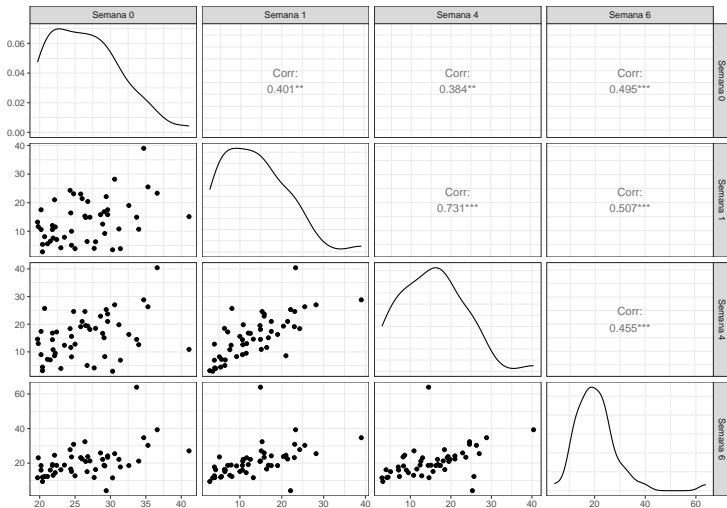 Semana 0
Semana 1
Semana 4
Semana 6
0.06
0.04
0.02
0.00
Corr:
0.401**
Corr:
0.384**
Corr:
0.495***
Semana 0
40
30
20
10
Corr:
0.731***
Corr:
0.507***
Semana 1
40
30
20
10
Corr:
0.455***
Semana 4
60
40
20
Semana 6
20 25 30 35 40
10 20 30 40
10 20 30 40
20 40 60